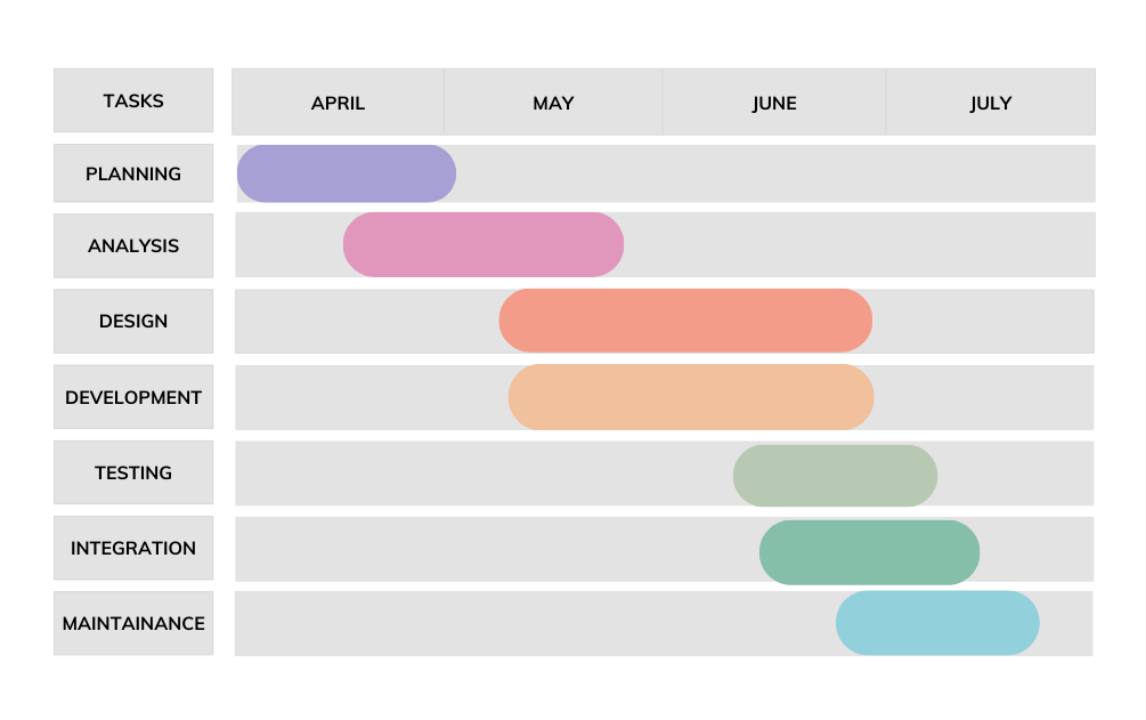 TASKS
APRIL
MAY
JUNE
JULY
PLANNING
ANALYSIS
DESIGN
DEVELOPMENT
TESTING
INTEGRATION
MAINTAINANCE